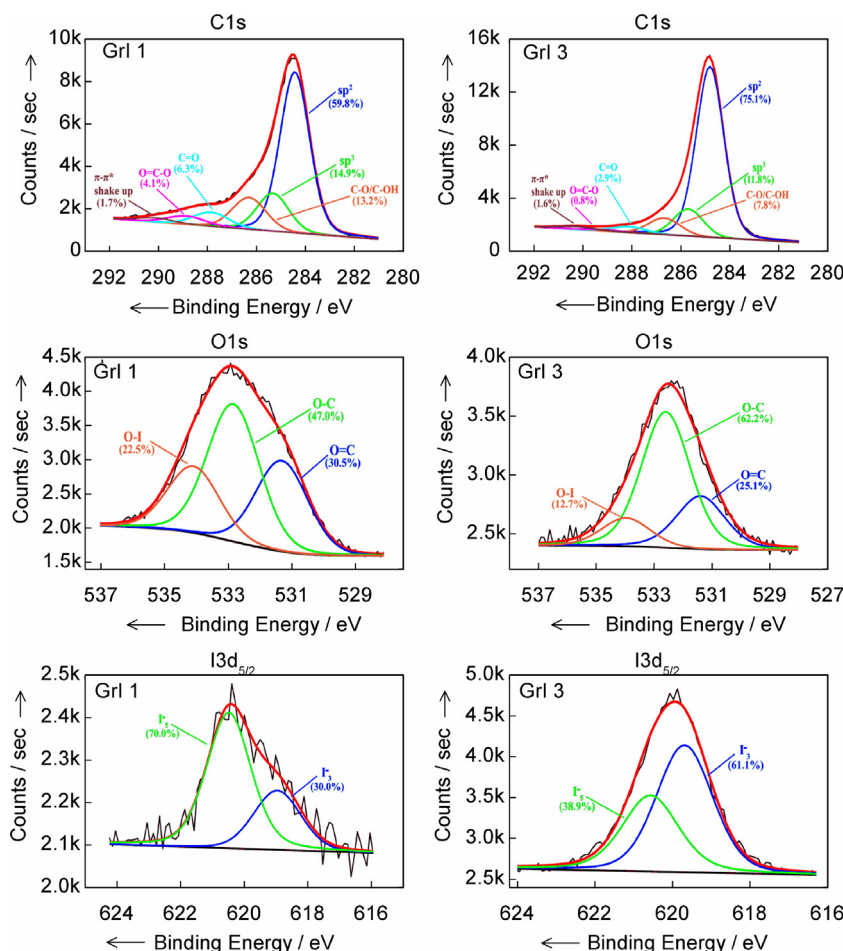 C1s
Grl 1
10k
8k
6k
4k
2k
0
Counts / sec →
sp²
(59.8%)
sp³
(14.9%)
C-O/C-OH
(13.2%)
C=O
(6.3%)
O=C-O
(4.1%)
π-π*
shake up
(1.7%)
292 290 288 286 284 282 280
← Binding Energy / eV
C1s
Grl 3
16k
12k
8k
4k
0
Counts / sec →
sp²
(75.1%)
sp³
(11.8%)
C-O/C-OH
(7.8%)
C=O
(2.9%)
O=C-O
(0.8%)
π-π*
shake up
(1.6%)
292 290 288 286 284 282 280
← Binding Energy / eV
O1s
Grl 1
4.5k
4.0k
3.5k
3.0k
2.5k
2.0k
1.5k
Counts / sec →
O-C
(47.0%)
O-I
(22.5%)
O=C
(30.5%)
537 535 533 531 529
← Binding Energy / eV
O1s
Grl 3
4.0k
3.5k
3.0k
2.5k
Counts / sec →
O-C
(62.2%)
O=C
(25.1%)
O-I
(12.7%)
537 535 533 531 529 527
← Binding Energy / eV
I3d5/2
Grl 1
2.5k
2.4k
2.3k
2.2k
2.1k
2.0k
Counts / sec →
I⁻₅
(70.0%)
I⁻₃
(30.0%)
624 622 620 618 616
← Binding Energy / eV
I3d5/2
Grl 3
5.0k
4.5k
4.0k
3.5k
3.0k
2.5k
Counts / sec →
I⁻₃
(61.1%)
I⁻₅
(38.9%)
624 622 620 618 616
← Binding Energy / eV